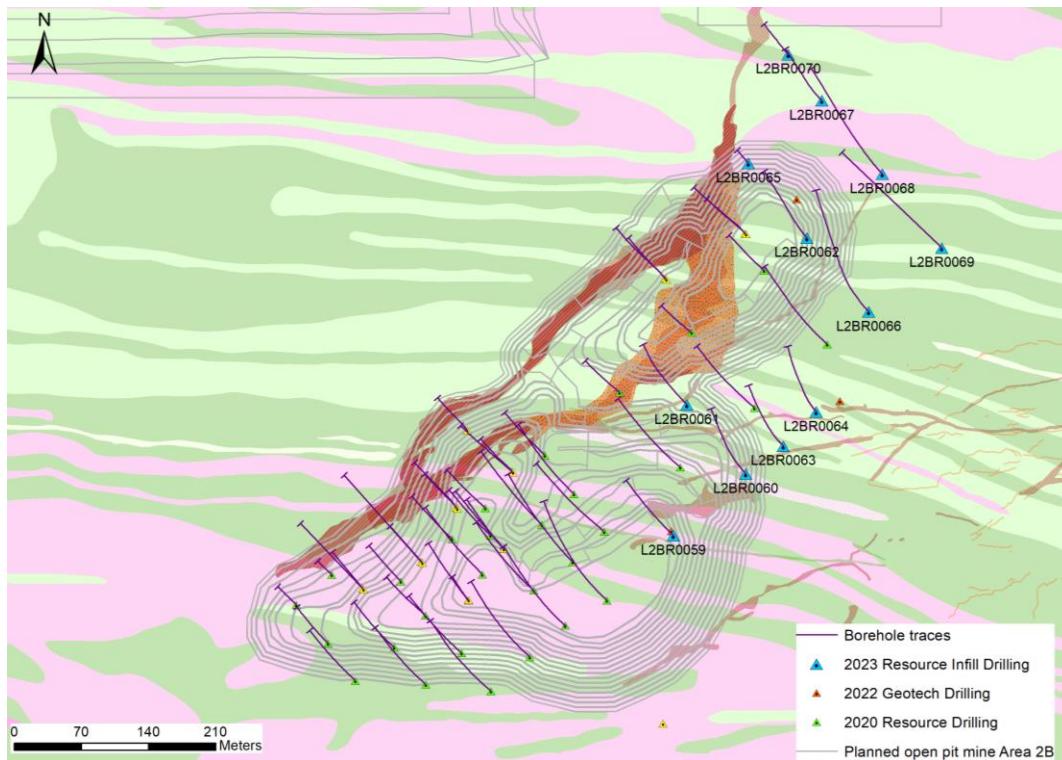 N
L2BR0070
L2BR0067
L2BR0065
L2BR0068
L2BR0062
L2BR0069
L2BR0066
L2BR0061
L2BR0064
L2BR0063
L2BR0060
L2BR0059
Borehole traces
2023 Resource Infill Drilling
2022 Geotech Drilling
2020 Resource Drilling
Planned open pit mine Area 2B
0 70 140 210
Meters